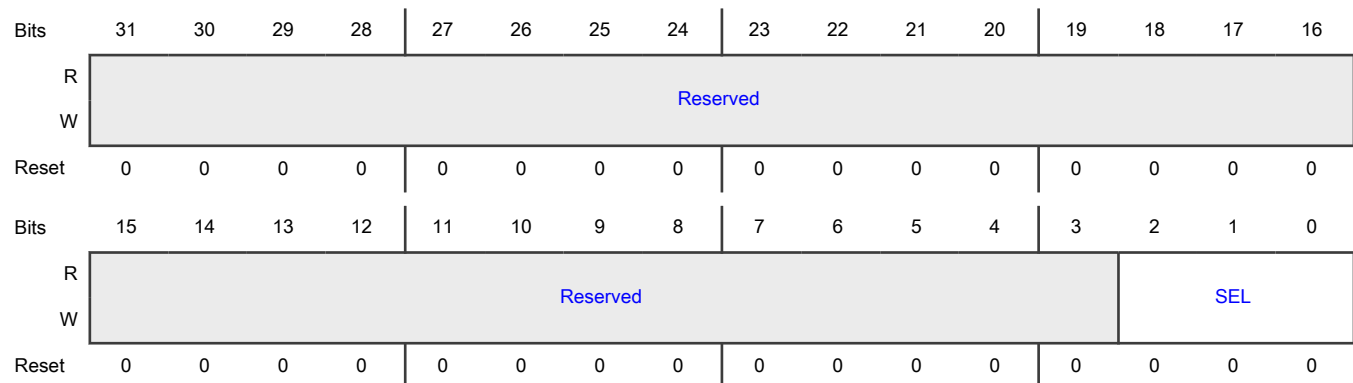 Bits 31 30 29 28 27 26 25 24 23 22 21 20 19 18 17 16
R
Reserved
W
Reset 0 0 0 0 0 0 0 0 0 0 0 0 0 0 0 0
Bits 15 14 13 12 11 10 9 8 7 6 5 4 3 2 1 0
R
Reserved SEL
W
Reset 0 0 0 0 0 0 0 0 0 0 0 0 0 0 0 0